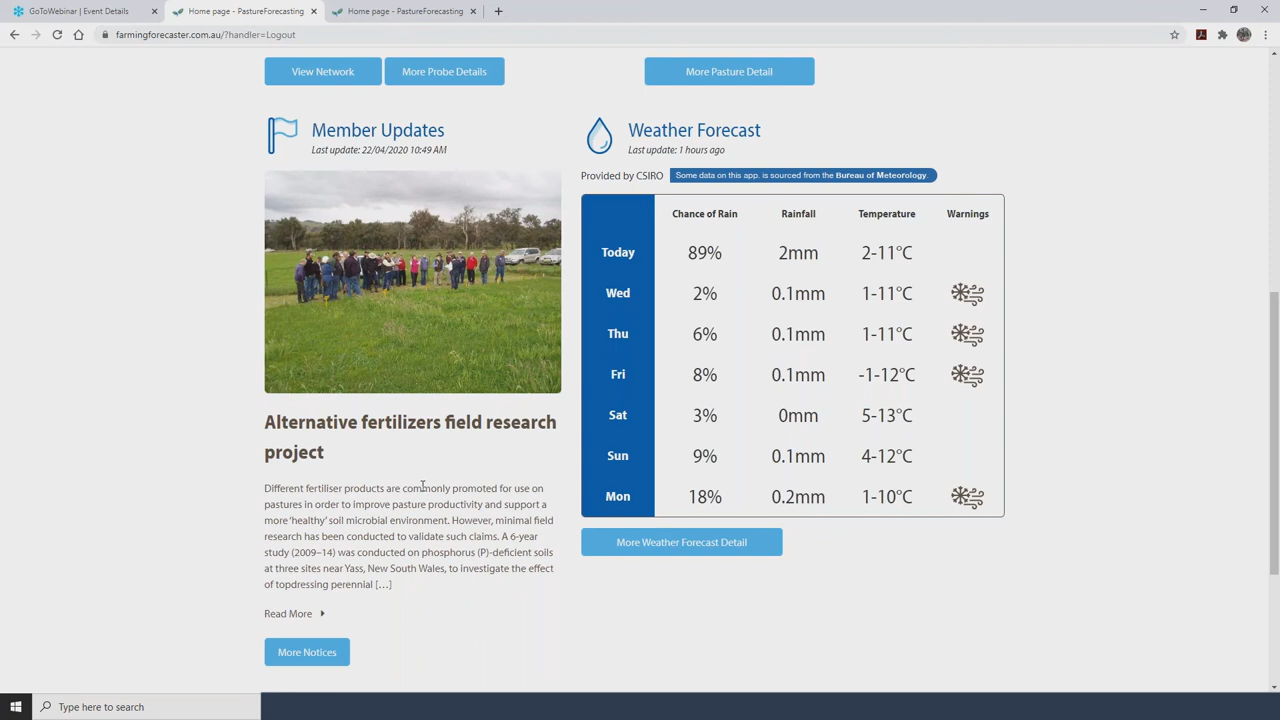 GoToWebinar | Event Details
Home page - PastureForecasting
Home page - PastureForecasting
farmingforecaster.com.au/?handler=Logout
View Network
More Probe Details
More Pasture Detail
Member Updates
Last update: 22/04/2020 10:49 AM
Alternative fertilizers field research
project
Different fertiliser products are commonly promoted for use on
pastures in order to improve pasture productivity and support a
more ‘healthy’ soil microbial environment. However, minimal field
research has been conducted to validate such claims. A 6-year
study (2009–14) was conducted on phosphorus (P)-deficient soils
at three sites near Yass, New South Wales, to investigate the effect
of topdressing perennial […]
Read More
More Notices
Weather Forecast
Last update: 1 hours ago
Provided by CSIRO Some data on this app. is sourced from the Bureau of Meteorology.
Chance of Rain Rainfall Temperature Warnings
Today 89% 2mm 2-11°C
Wed 2% 0.1mm 1-11°C
Thu 6% 0.1mm 1-11°C
Fri 8% 0.1mm -1-12°C
Sat 3% 0mm 5-13°C
Sun 9% 0.1mm 4-12°C
Mon 18% 0.2mm 1-10°C
More Weather Forecast Detail
Type here to search